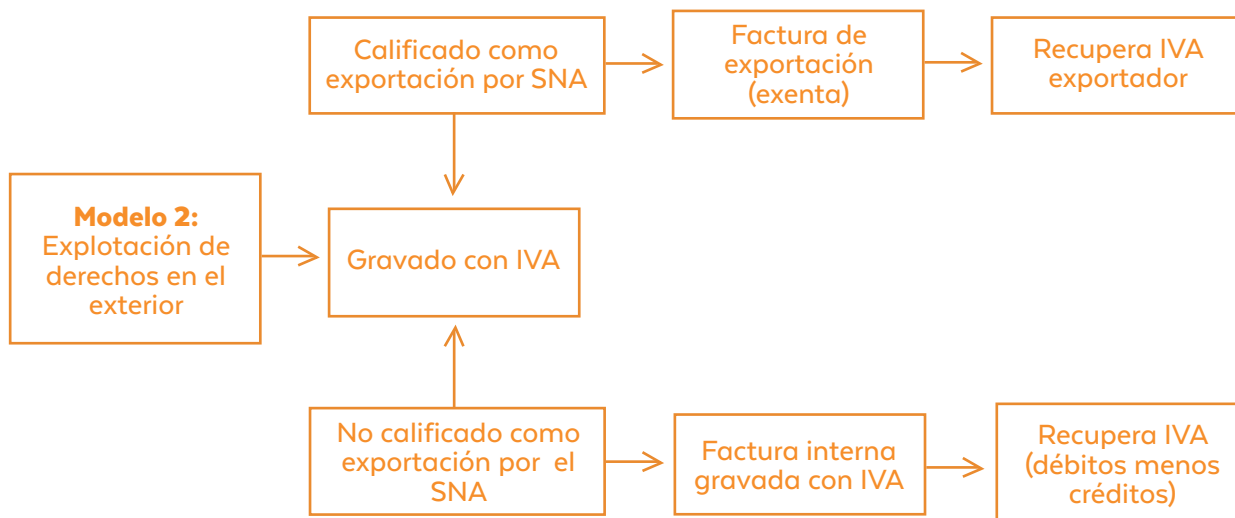 Calificado como
exportación por SNA
Factura de
exportación
(exenta)
Recupera IVA
exportador
Modelo 2:
Explotación de
derechos en el
exterior
Gravado con IVA
No calificado como
exportación por el
SNA
Factura interna
gravada con IVA
Recupera IVA
(débitos menos
créditos)